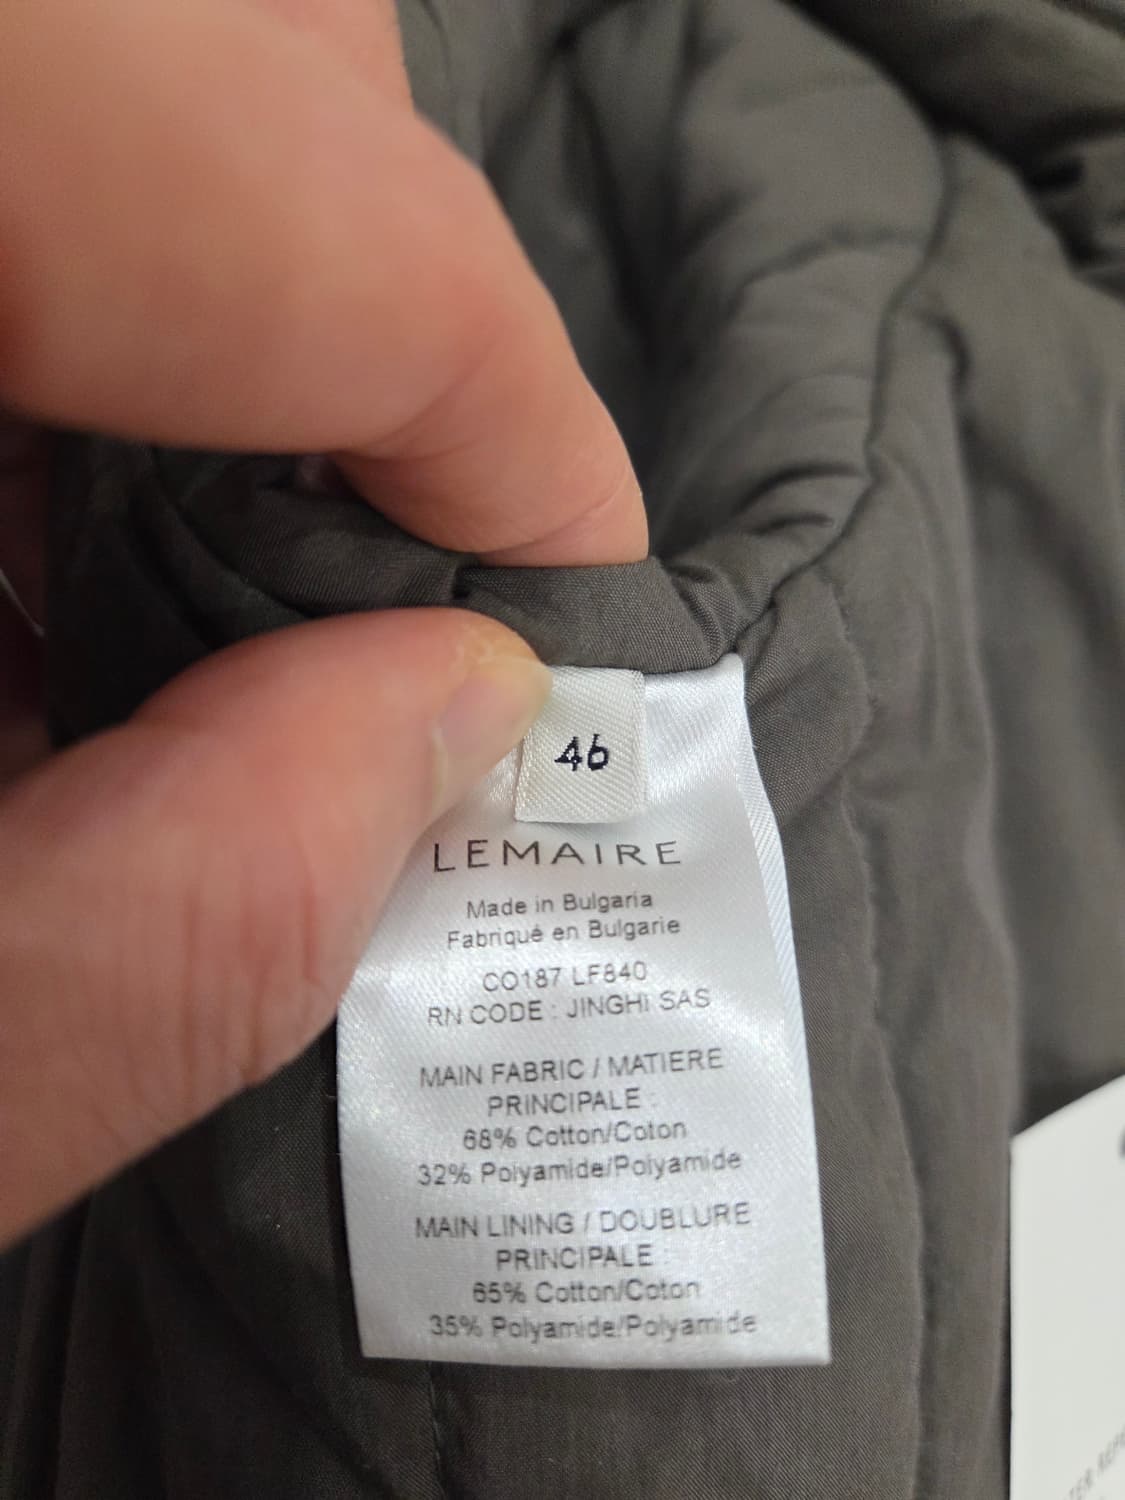 46
LEMAIRE
Made in Bulgaria
Fabriqué en Bulgarie
CO187 LF840
RN CODE : JINGHI SAS
MAIN FABRIC / MATIERE
PRINCIPALE :
68% Cotton/Coton
32% Polyamide/Polyamide
MAIN LINING / DOUBLURE
PRINCIPALE :
65% Cotton/Coton
35% Polyamide/Polyamide